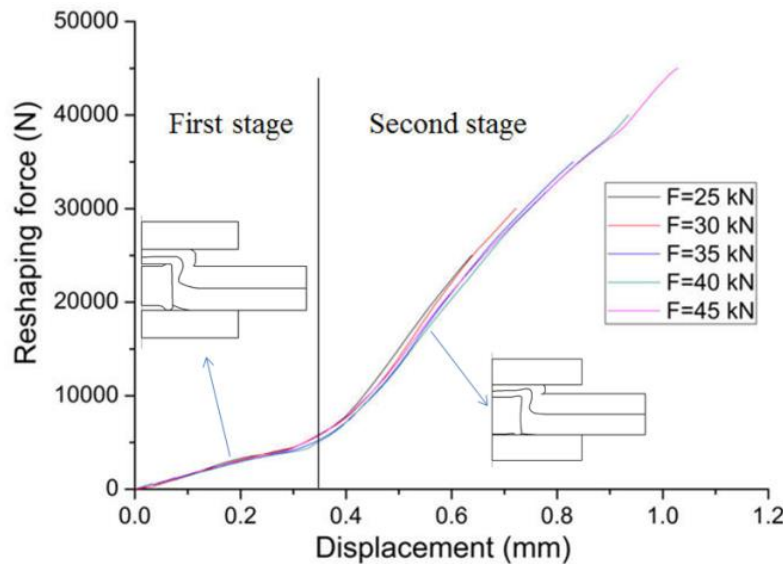 50000
40000
30000
20000
10000
0
Reshaping force (N)
First stage
Second stage
F=25 kN
F=30 kN
F=35 kN
F=40 kN
F=45 kN
0.0 0.2 0.4 0.6 0.8 1.0 1.2
Displacement (mm)